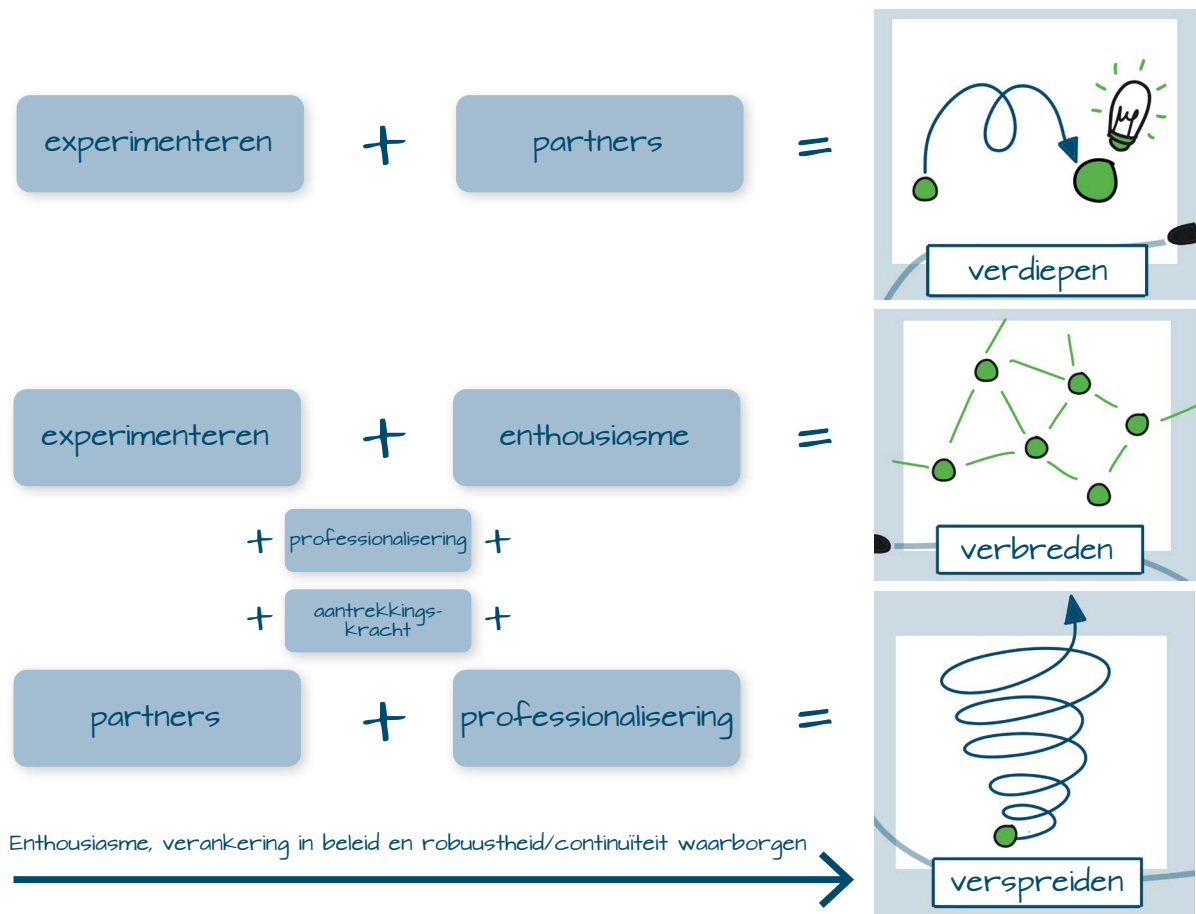 experimenteren + partners =
verdiepen
experimenteren + enthousiasme =
+ professionalisering +
verbreden
+ aantrekkings- +
kracht
partners + professionalisering =
Enthousiasme, verankering in beleid en robuustheid/continuïteit waarborgen
verspreiden